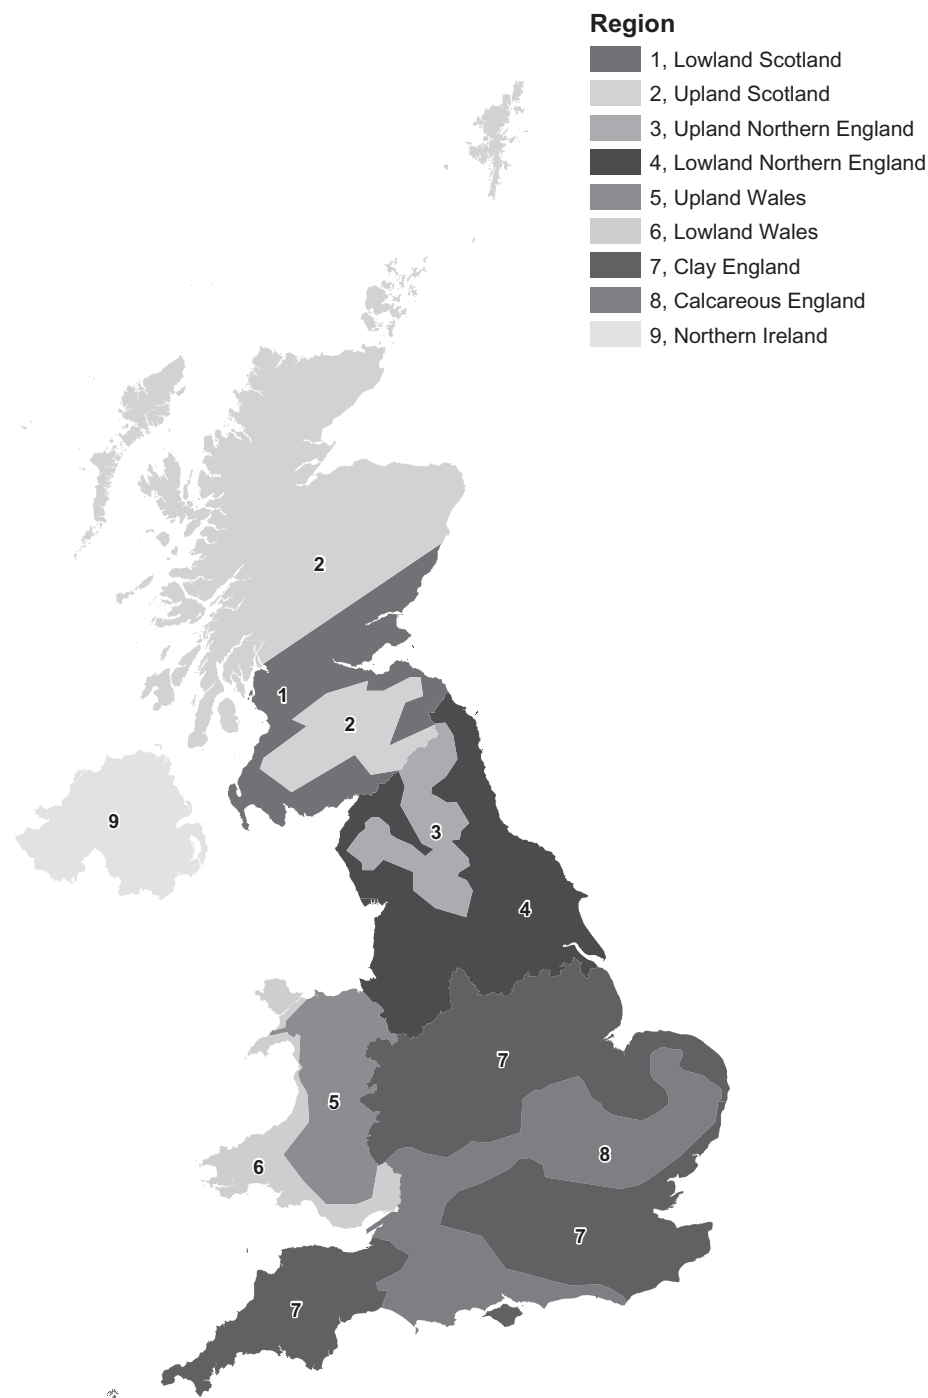 Region
1, Lowland Scotland
2, Upland Scotland
3, Upland Northern England
4, Lowland Northern England
5, Upland Wales
6, Lowland Wales
7, Clay England
8, Calcareous England
9, Northern Ireland
2
1
2
9
3
4
7
5
8
6
7
7